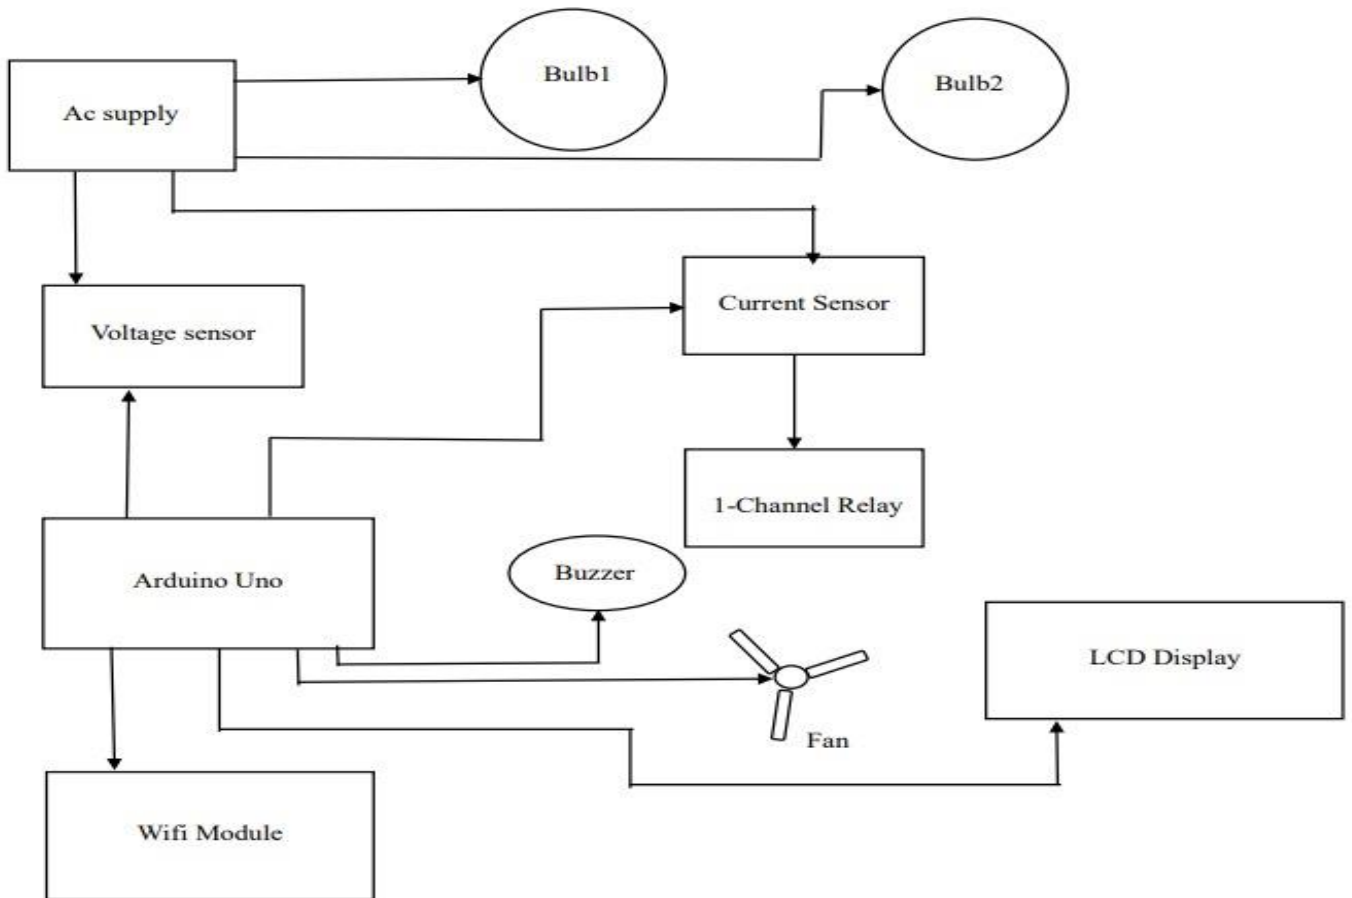 Bulb1
Bulb2
Ac supply
Current Sensor
Voltage sensor
1-Channel Relay
Buzzer
Arduino Uno
LCD Display
Fan
Wifi Module